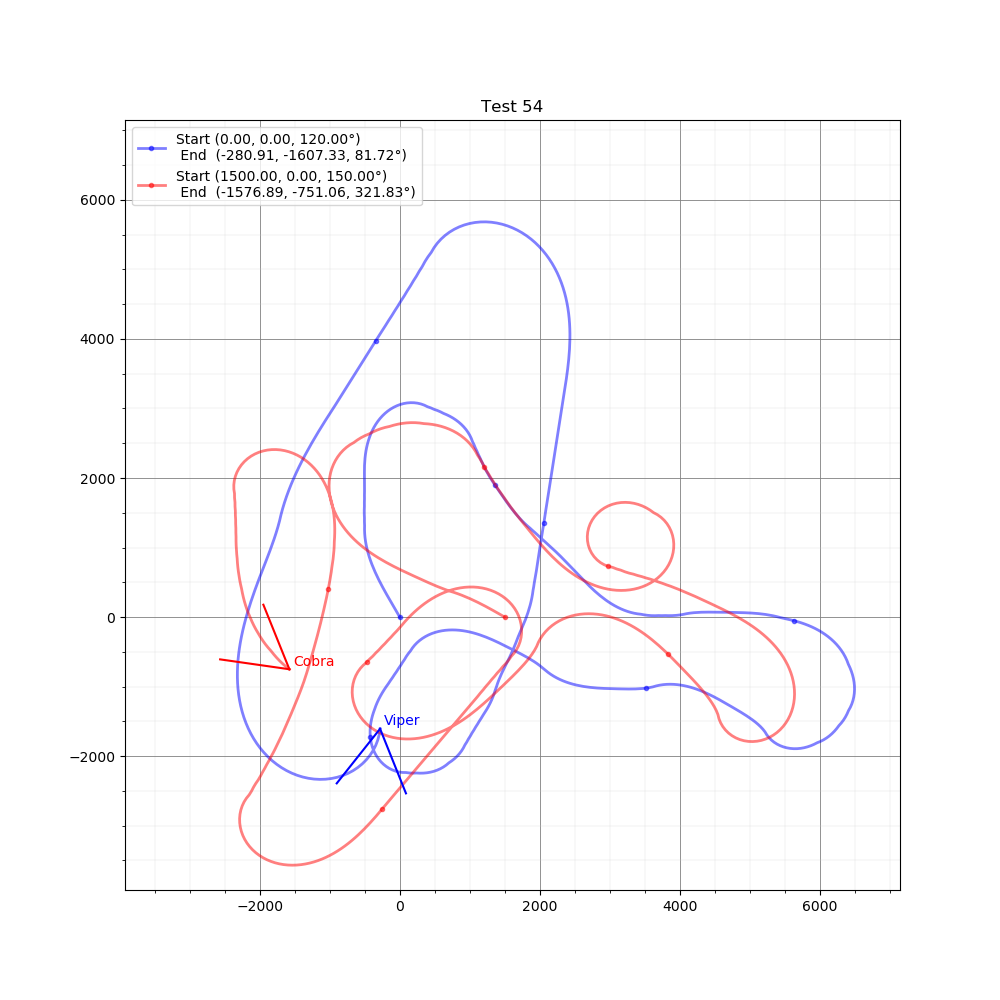 Test 54
Start (0.00, 0.00, 120.00°)
End  (-280.91, -1607.33, 81.72°)
Start (1500.00, 0.00, 150.00°)
End  (-1576.89, -751.06, 321.83°)
6000
4000
2000
0
Cobra
Viper
−2000
−2000
0
2000
4000
6000